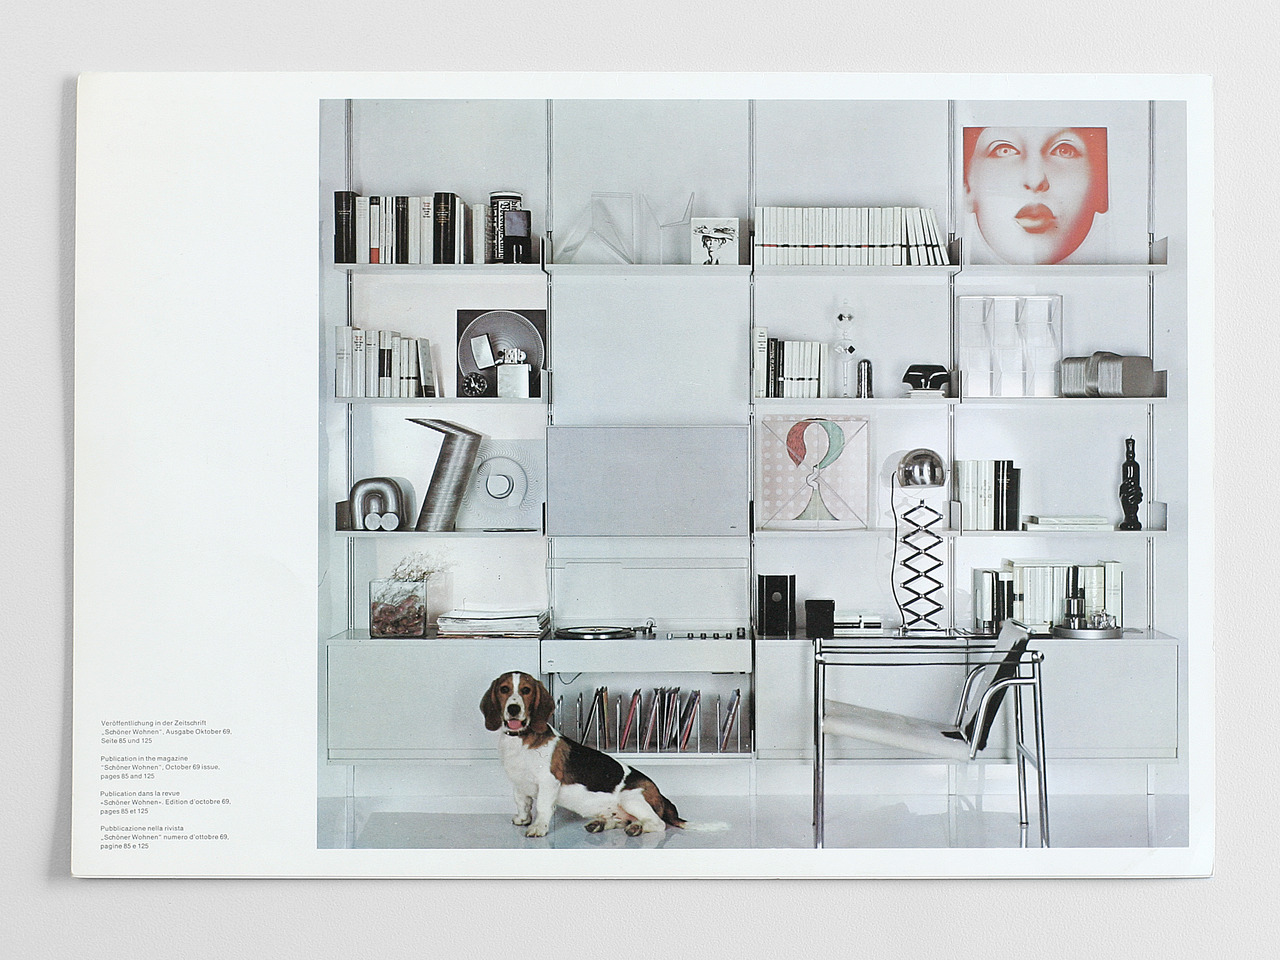 Veröffentlichung in der Zeitschrift
„Schöner Wohnen“, Ausgabe Oktober 69,
Seite 85 und 125
Publication in the magazine
“Schöner Wohnen”, October 69 issue,
pages 85 and 125
Publication dans la revue
«Schöner Wohnen». Edition d'octobre 69,
pages 85 et 125
Pubblicazione nella rivista
„Schöner Wohnen“ numero d'ottobre 69,
pagine 85 e 125